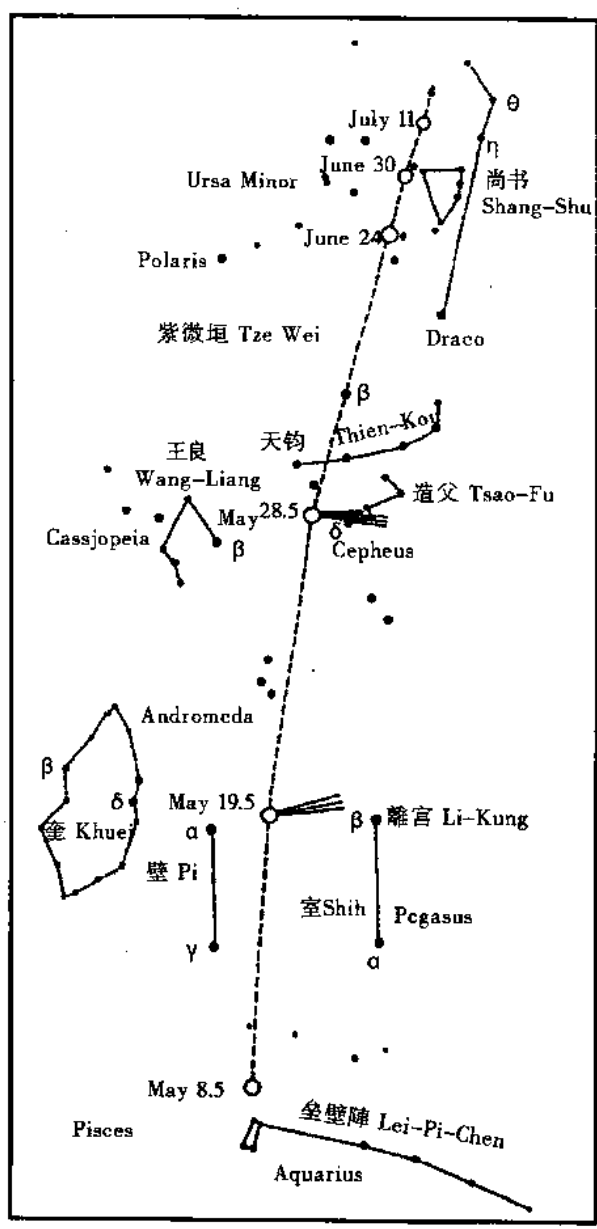 θ
July 11
η
June 30
Ursa Minor
尚书
Shang-Shu
June 24
Polaris
Draco
紫微垣 Tze Wei
β
Thien-Kou
天钩
王良
Wang-Liang
造父 Tsao-Fu
May 28.5
δ
Cassjopeia
β
Cepheus
Andromeda
β
δ
May 19.5
奎 Khuei
α
β
離宮 Li-Kung
壁 Pi
室Shih
Pegasus
γ
α
May 8.5
垒壁陣 Lei-Pi-Chen
Pisces
Aquarius